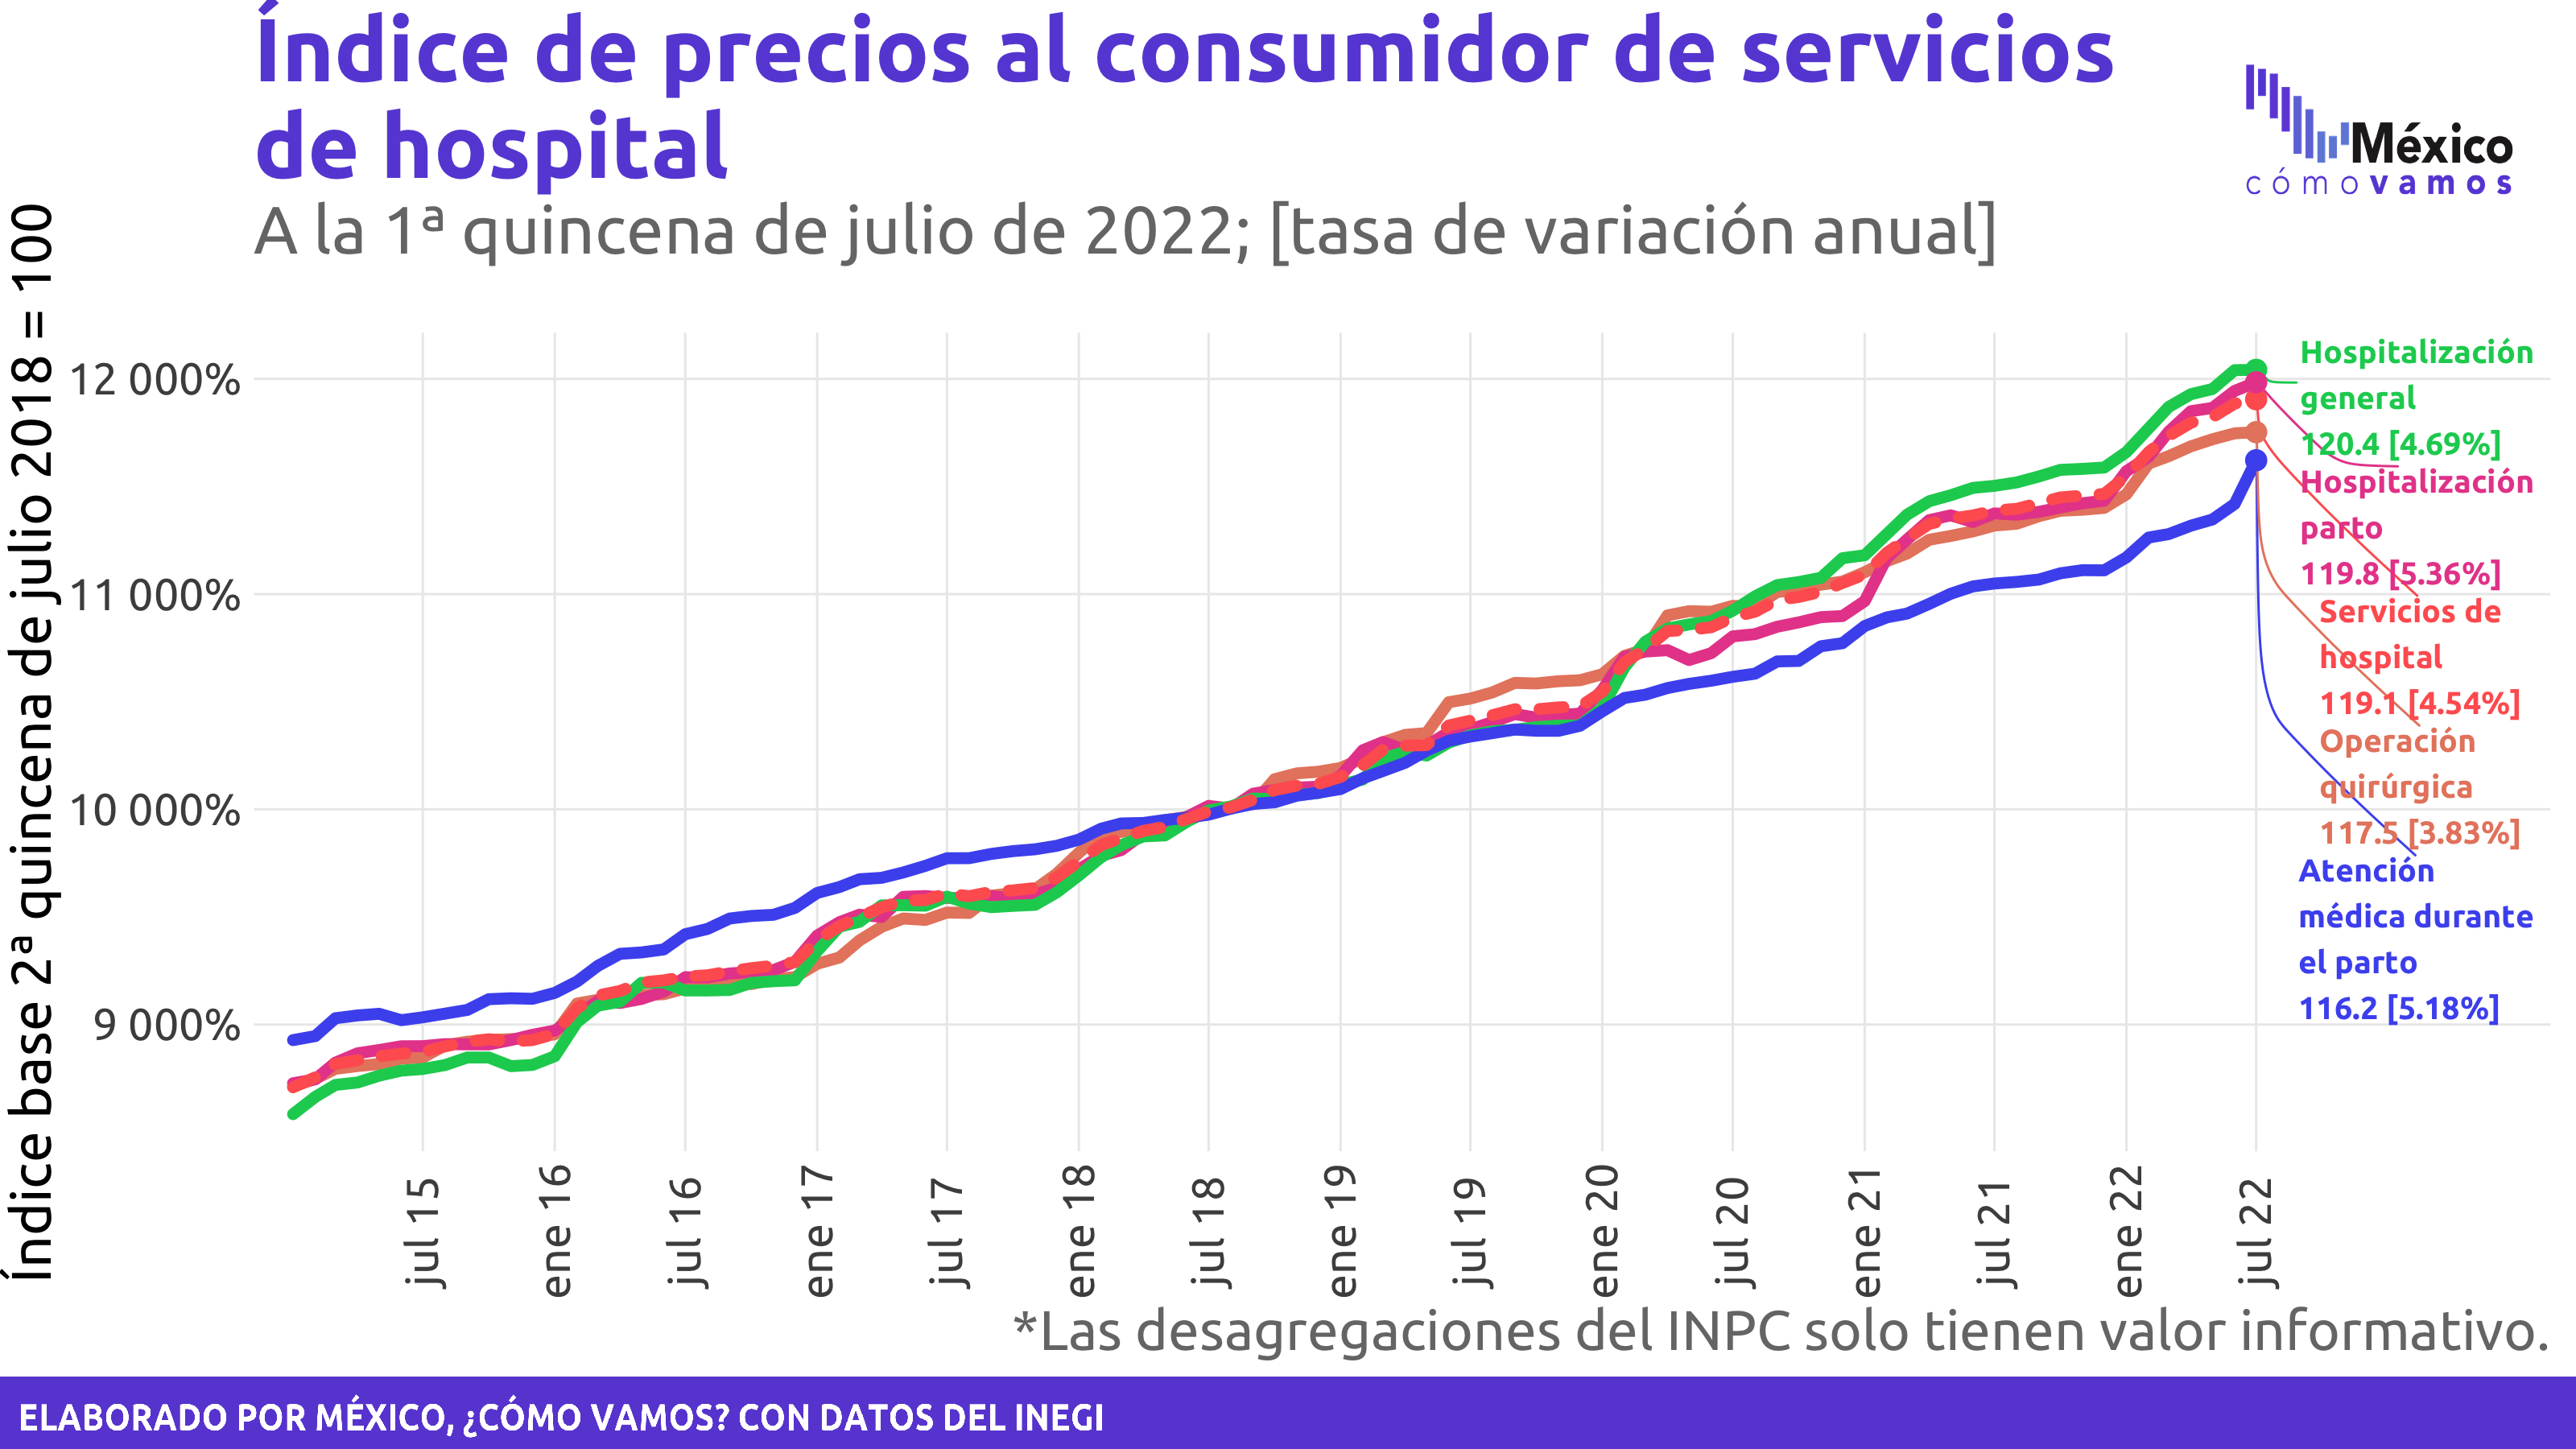 Índice de precios al consumidor de servicios
de hospital
A la 1ª quincena de julio de 2022; [tasa de variación anual]
México
cómo vamos
Índice base 2ª quincena de julio 2018 = 100
12 000%
11 000%
10 000%
9 000%
Hospitalización
general
120.4 [4.69%]
Hospitalización
parto
119.8 [5.36%]
Servicios de
hospital
119.1 [4.54%]
Operación
quirúrgica
117.5 [3.83%]
Atención
médica durante
el parto
116.2 [5.18%]
jul 15
ene 16
jul 16
ene 17
jul 17
ene 18
jul 18
ene 19
jul 19
ene 20
jul 20
ene 21
jul 21
ene 22
jul 22
*Las desagregaciones del INPC solo tienen valor informativo.
ELABORADO POR MÉXICO, ¿CÓMO VAMOS? CON DATOS DEL INEGI